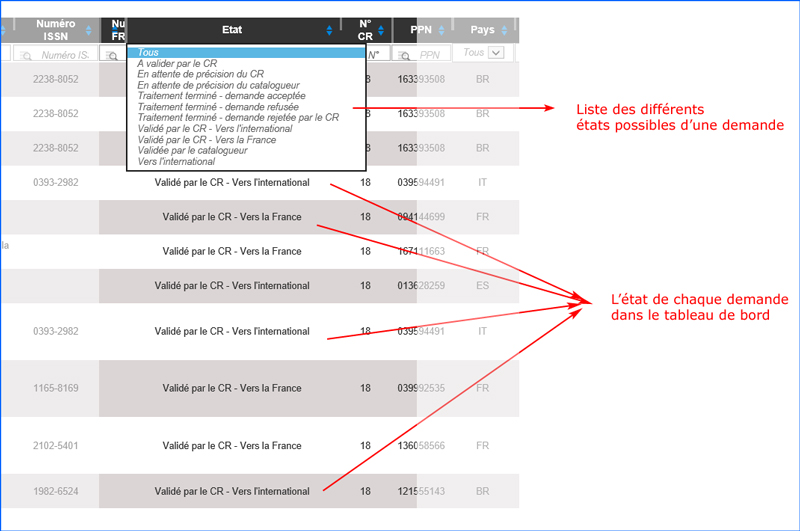 Numéro ISSN
Nu FR
Etat
N° CR
PPN
Pays
Numéro IS.
N°
PPN
Tous
Tous
A valider par le CR
En attente de précision du CR
En attente de précision du catalogueur
Traitement terminé - demande acceptée
Traitement terminé - demande refusée
Traitement terminé - demande rejetée par le CR
Validé par le CR - Vers l'international
Validé par le CR - Vers la France
Validée par le catalogueur
Vers l'international
2238-8052 8 163393508 BR
2238-8052 8 163393508 BR
2238-8052 8 163393508 BR
Liste des différents
états possibles d'une demande
0393-2982 Validé par le CR - Vers l'international 18 039594491 IT
Validé par le CR - Vers la France 18 094144699 FR
la Validé par le CR - Vers la France 18 167111663 FR
Validé par le CR - Vers l'international 18 013628259 ES
L'état de chaque demande
dans le tableau de bord
0393-2982 Validé par le CR - Vers l'international 18 039594491 IT
1165-8169 Validé par le CR - Vers la France 18 039992535 FR
2102-5401 Validé par le CR - Vers la France 18 136058566 FR
1982-6524 Validé par le CR - Vers l'international 18 121555143 BR